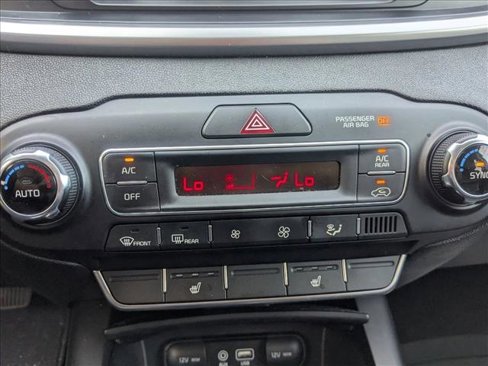 PASSENGER
AIR BAG
AUTO
A/C
Lo
Lo
A/C
REAR
SYNC
OFF
FRONT
REAR
12V
AUX
USB
12V